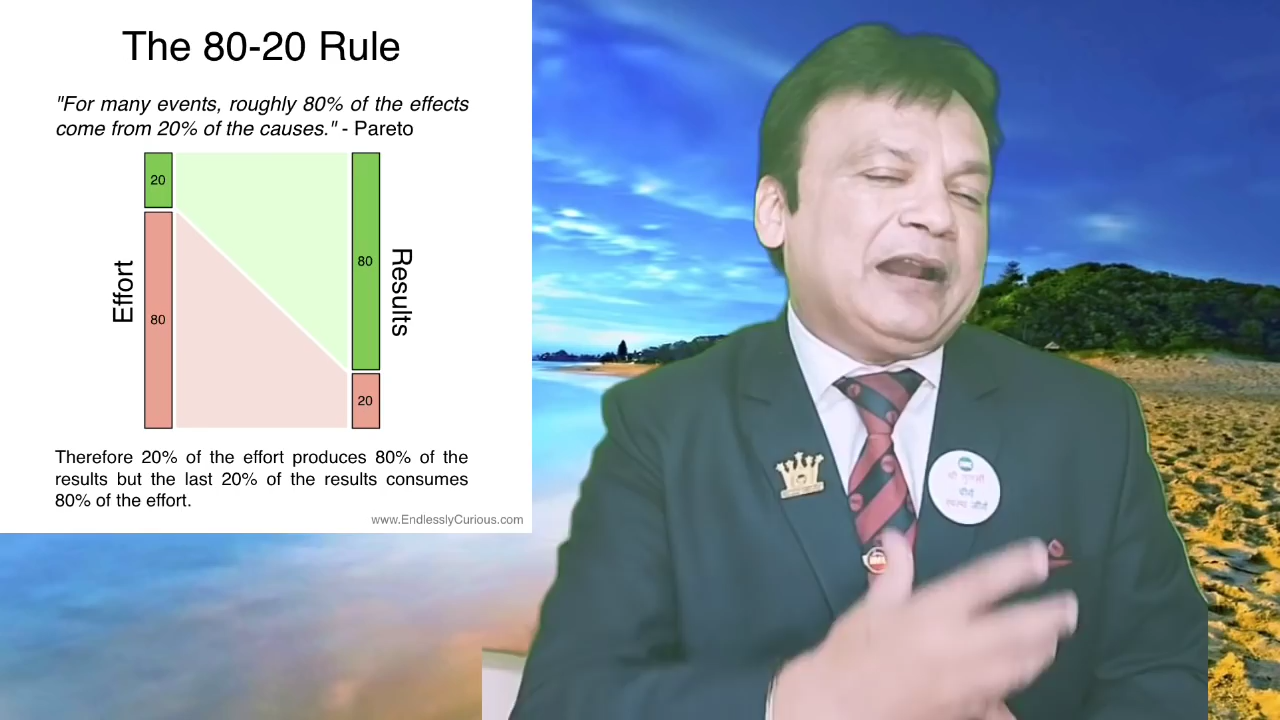 The 80-20 Rule
"For many events, roughly 80% of the effects
come from 20% of the causes." - Pareto
20
80
Effort
80
20
Results
Therefore 20% of the effort produces 80% of the
results but the last 20% of the results consumes
80% of the effort.
www.EndlesslyCurious.com